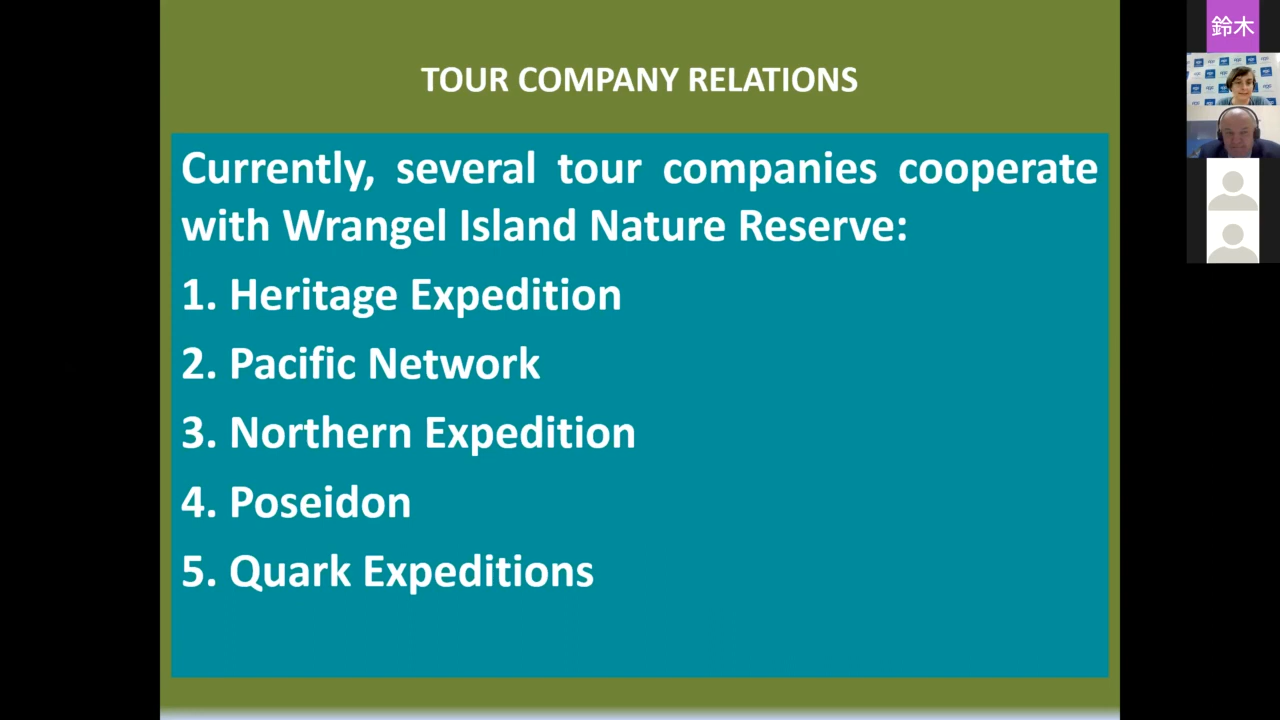 TOUR COMPANY RELATIONS
Currently, several tour companies cooperate
with Wrangel Island Nature Reserve:
1. Heritage Expedition
2. Pacific Network
3. Northern Expedition
4. Poseidon
5. Quark Expeditions
鈴木